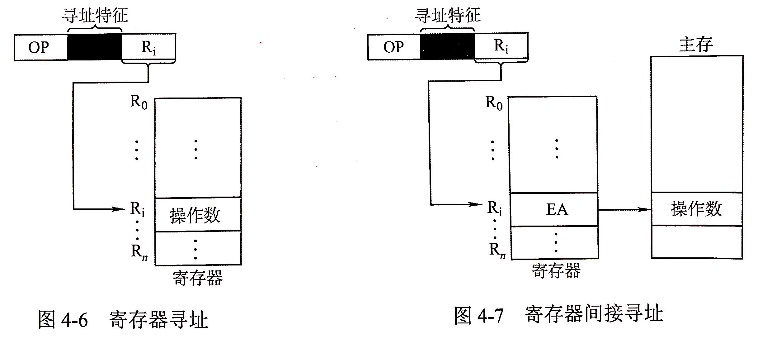 寻址特征
OP Ri
R0
⋮ ⋮
Ri 操作数
⋮
Rn ⋮
寄存器
图 4-6 寄存器寻址
寻址特征
OP Ri
主存
R0
⋮ ⋮
Ri EA 操作数
⋮
Rn ⋮
寄存器
图 4-7 寄存器间接寻址